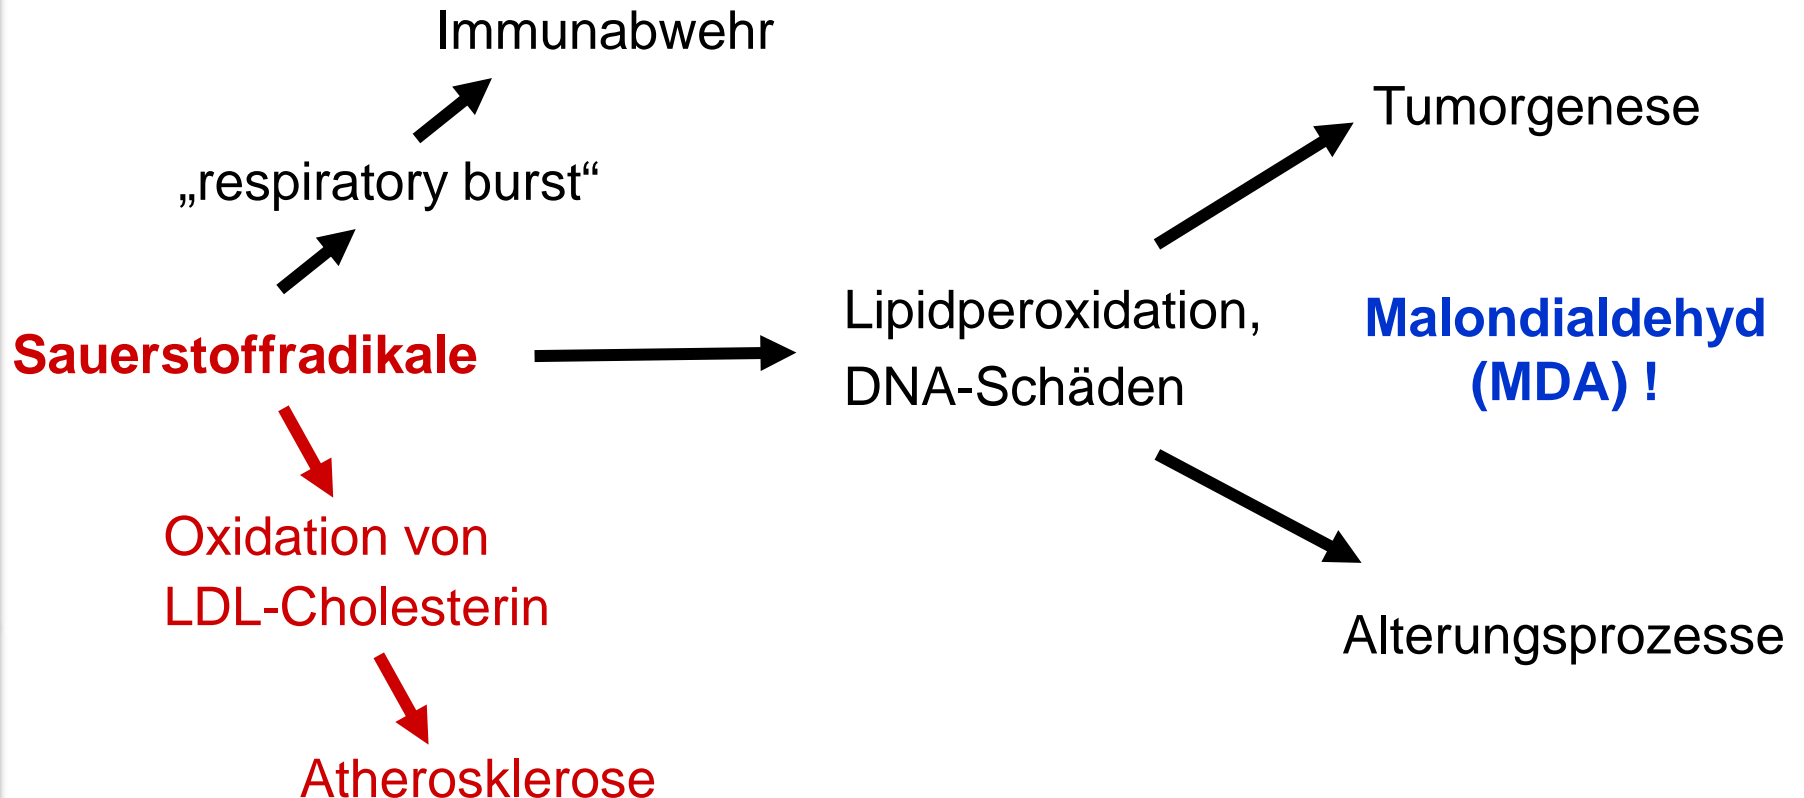 Immunabwehr
„respiratory burst“
Sauerstoffradikale
Oxidation von
LDL-Cholesterin
Atherosklerose
Lipidperoxidation,
DNA-Schäden
Tumorgenese
Malondialdehyd
(MDA) !
Alterungsprozesse